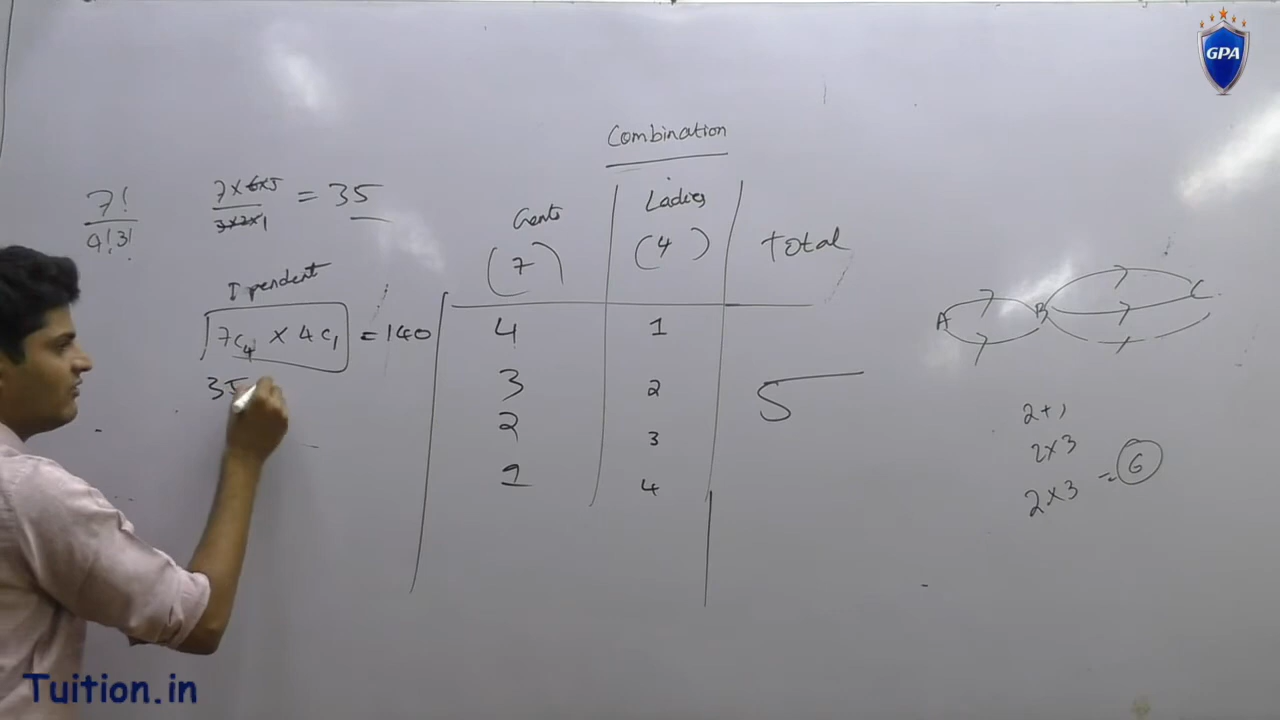 GPA
Combination
7!
4!3!
7×6×5
3×2×1
= 35
Gents
(7)
Ladies
(4)
Total
7C4 × 4C1 = 140
35
4 1
3 2
2 3
1 4
5
A B C
2+1
2×3
2×3 = 6
Tuition.in